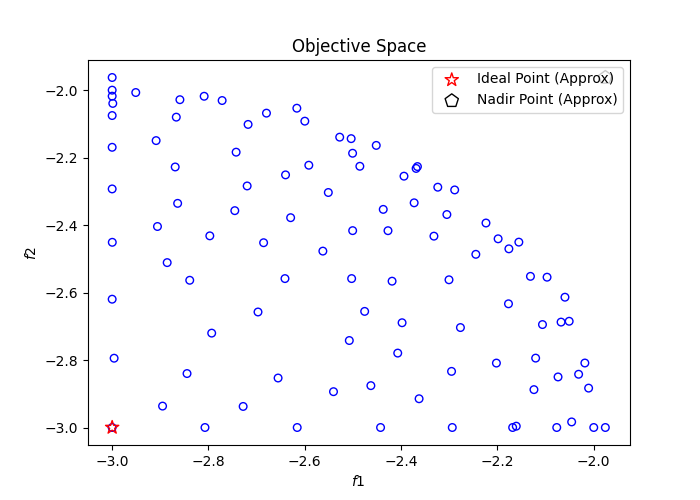 Objective Space
Ideal Point (Approx)
Nadir Point (Approx)
f2
−2.0
−2.2
−2.4
−2.6
−2.8
−3.0
−3.0 −2.8 −2.6 −2.4 −2.2 −2.0
f1